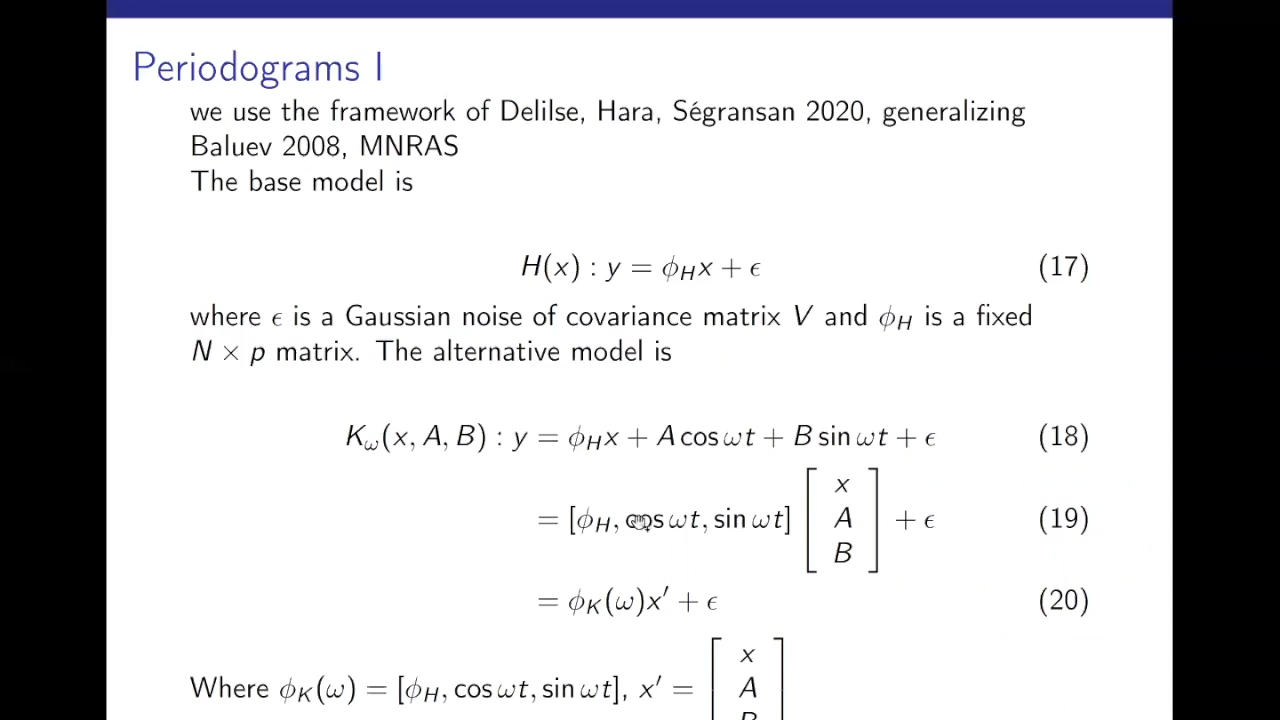 Periodograms I
we use the framework of Delilse, Hara, Ségransan 2020, generalizing
Baluev 2008, MNRAS
The base model is
H(x) : y = ϕ_H x + ϵ (17)
where ϵ is a Gaussian noise of covariance matrix V and ϕ_H is a fixed
N × p matrix. The alternative model is
K_ω(x, A, B) : y = ϕ_H x + A cos ωt + B sin ωt + ϵ (18)
= [ϕ_H, cos ωt, sin ωt] [x A B] + ϵ (19)
= ϕ_K(ω)x′ + ϵ (20)
Where ϕ_K(ω) = [ϕ_H, cos ωt, sin ωt], x′ = [x A B]